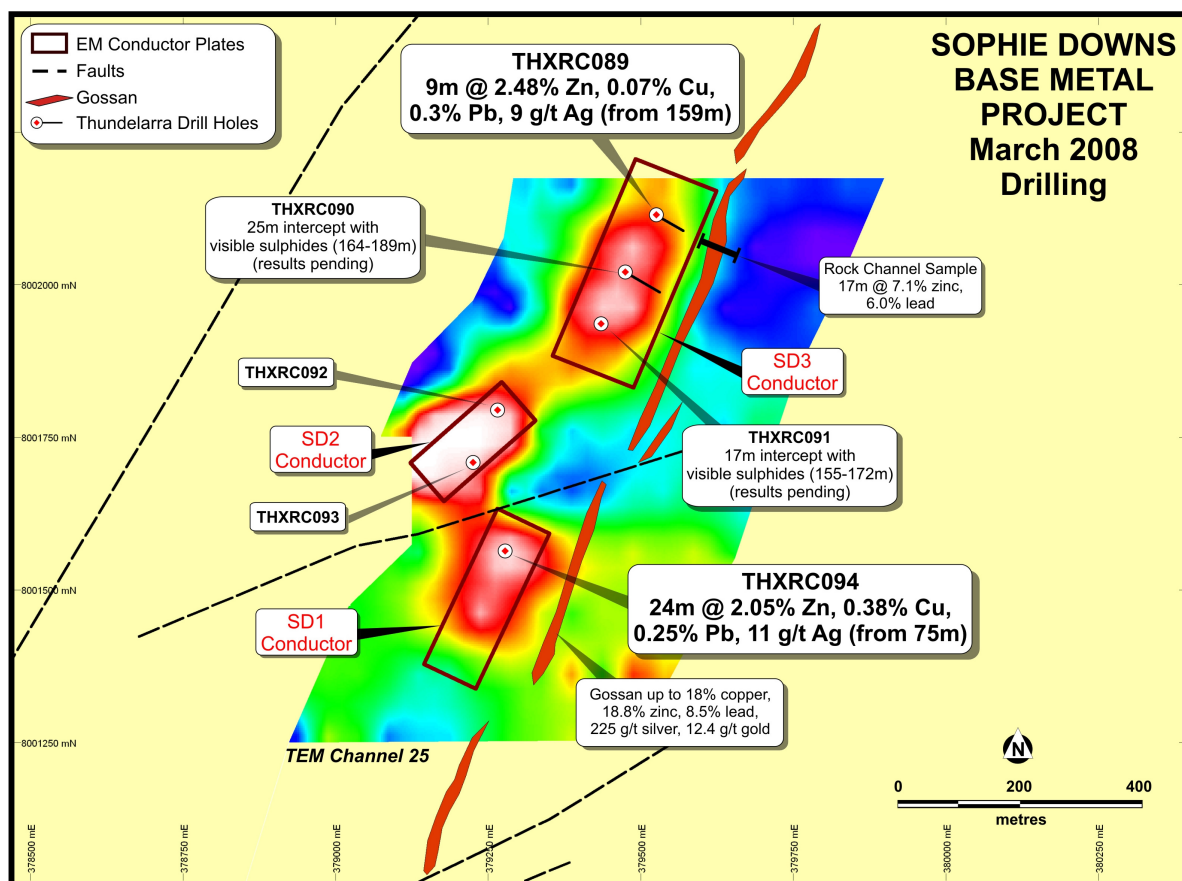 EM Conductor Plates
Faults
Gossan
Thundelarra Drill Holes
SOPHIE DOWNS
BASE METAL
PROJECT
March 2008
Drilling
THXRC089
9m @ 2.48% Zn, 0.07% Cu,
0.3% Pb, 9 g/t Ag (from 159m)
THXRC090
25m intercept with
visible sulphides (164-189m)
(results pending)
Rock Channel Sample
17m @ 7.1% zinc,
6.0% lead
8002000 mN
SD3
Conductor
THXRC092
SD2
Conductor
8001750 mN
THXRC091
17m intercept with
visible sulphides (155-172m)
(results pending)
THXRC093
THXRC094
24m @ 2.05% Zn, 0.38% Cu,
0.25% Pb, 11 g/t Ag (from 75m)
8001500 mN
SD1
Conductor
Gossan up to 18% copper,
18.8% zinc, 8.5% lead,
225 g/t silver, 12.4 g/t gold
8001250 mN
TEM Channel 25
N
0 200 400
metres
378500 mE
378750 mE
379000 mE
379250 mE
379500 mE
379750 mE
380000 mE
380250 mE